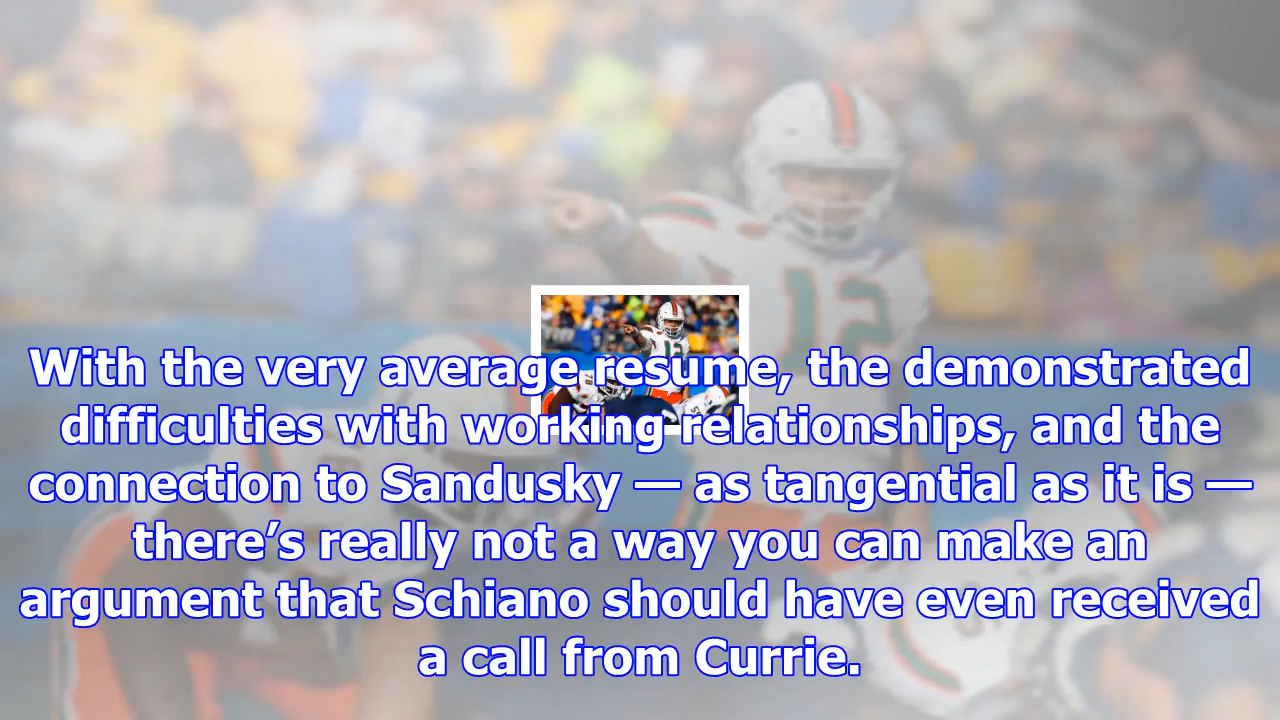 12
With the very average resume, the demonstrated
difficulties with working relationships, and the
connection to Sandusky — as tangential as it is —
there’s really not a way you can make an
argument that Schiano should have even received
a call from Currie.